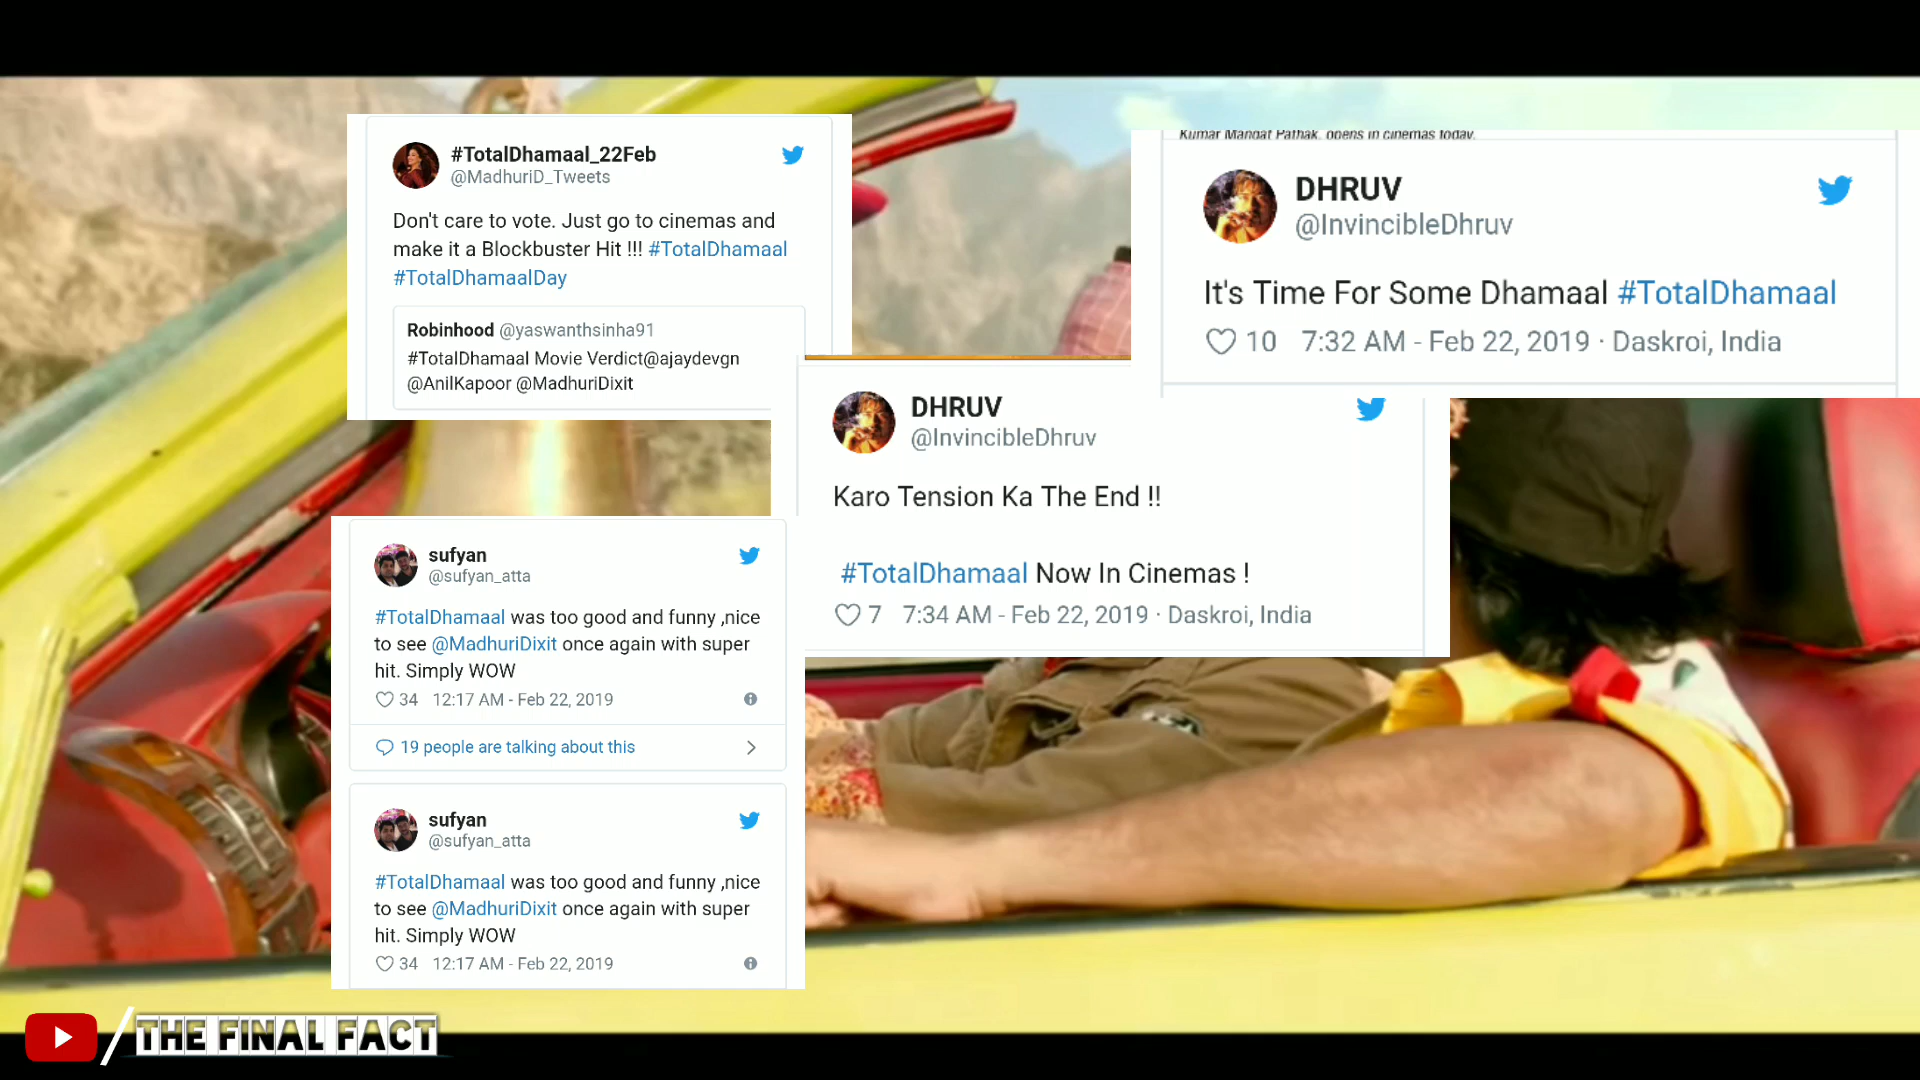 #TotalDhamaal_22Feb
@MadhuriD_Tweets
Don't care to vote. Just go to cinemas and
make it a Blockbuster Hit !!! #TotalDhamaal
#TotalDhamaalDay
Robinhood @yaswanthsinha91
#TotalDhamaal Movie Verdict@ajaydevgn
@AnilKapoor @MadhuriDixit
Kumar Mangat Pathak, opens in cinemas today.
DHRUV
@InvincibleDhruv
It's Time For Some Dhamaal #TotalDhamaal
10 7:32 AM - Feb 22, 2019 · Daskroi, India
DHRUV
@InvincibleDhruv
Karo Tension Ka The End !!
#TotalDhamaal Now In Cinemas !
7 7:34 AM - Feb 22, 2019 · Daskroi, India
sufyan
@sufyan_atta
#TotalDhamaal was too good and funny ,nice
to see @MadhuriDixit once again with super
hit. Simply WOW
34 12:17 AM - Feb 22, 2019
19 people are talking about this
sufyan
@sufyan_atta
#TotalDhamaal was too good and funny ,nice
to see @MadhuriDixit once again with super
hit. Simply WOW
34 12:17 AM - Feb 22, 2019
THE FINAL FACT